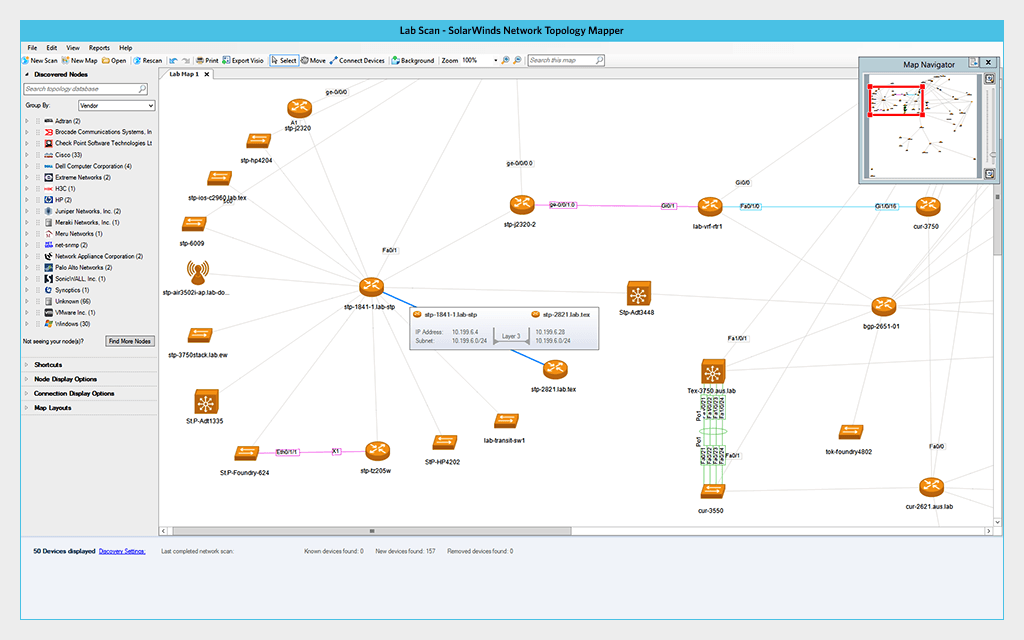 Lab Scan - SolarWinds Network Topology Mapper
File Edit View Reports Help
New Scan New Map Open Rescan Print Export Visio Select Move Connect Devices Background Zoom 100% Search this map
Discovered Nodes
Search topology database
Group By: Vendor
Adtran (2)
Brocade Communications Systems, In
Check Point Software Technologies Lt
Cisco (33)
Dell Computer Corporation (4)
Extreme Networks (2)
H3C (1)
HP (2)
Juniper Networks, Inc. (2)
Meraki Networks, Inc. (1)
Meru Networks (1)
net-snmp (2)
Network Appliance Corporation (2)
Palo Alto Networks (2)
SonicWALL, Inc. (1)
Synoptics (1)
Unknown (66)
VMware Inc. (1)
Windows (30)
Not seeing your node(s)? Find More Nodes
Shortcuts
Node Display Options
Connection Display Options
Map Layouts
Lab Map 1
Map Navigator
ge-0/0/0
A1
stp-j2320
stp-hp4204
ge-0/0/0.0
stp-ios-c2960.lab.tex
Gi0/0
ge-0/0/1.0
Gi0/1
Fa0/1/0
Gi1/0/16
stp-j2320-2
lab-vrf-rtr1
cur-3750
stp-6009
Fa0/1
stp-air3502i-ap.lab-do...
stp-1841-1.lab-stp
Stp-Adt3448
bgp-2651-01
stp-1841-1.lab-stp stp-2821.lab.tex
IP Address: 10.199.6.4 Layer 3 10.199.6.28
Subnet: 10.199.6.0/24 10.199.6.0/24
Fa1/0/1
stp-3750stack.lab.ew
stp-2821.lab.tex
Tex-3750.aus.lab
St.P-Adt1335
Po1
lab-transit-sw1
Po1
Eth0/1/1
X1
StP-HP4202
Fa0/1
tok-foundry4802
Fa0/0
St.P-Foundry-624
stp-tz205w
cur-3550
cur-2621.aus.lab
50 Devices displayed Discovery Settings: Last completed network scan: Known devices found: 0 New devices found: 157 Removed devices found: 0